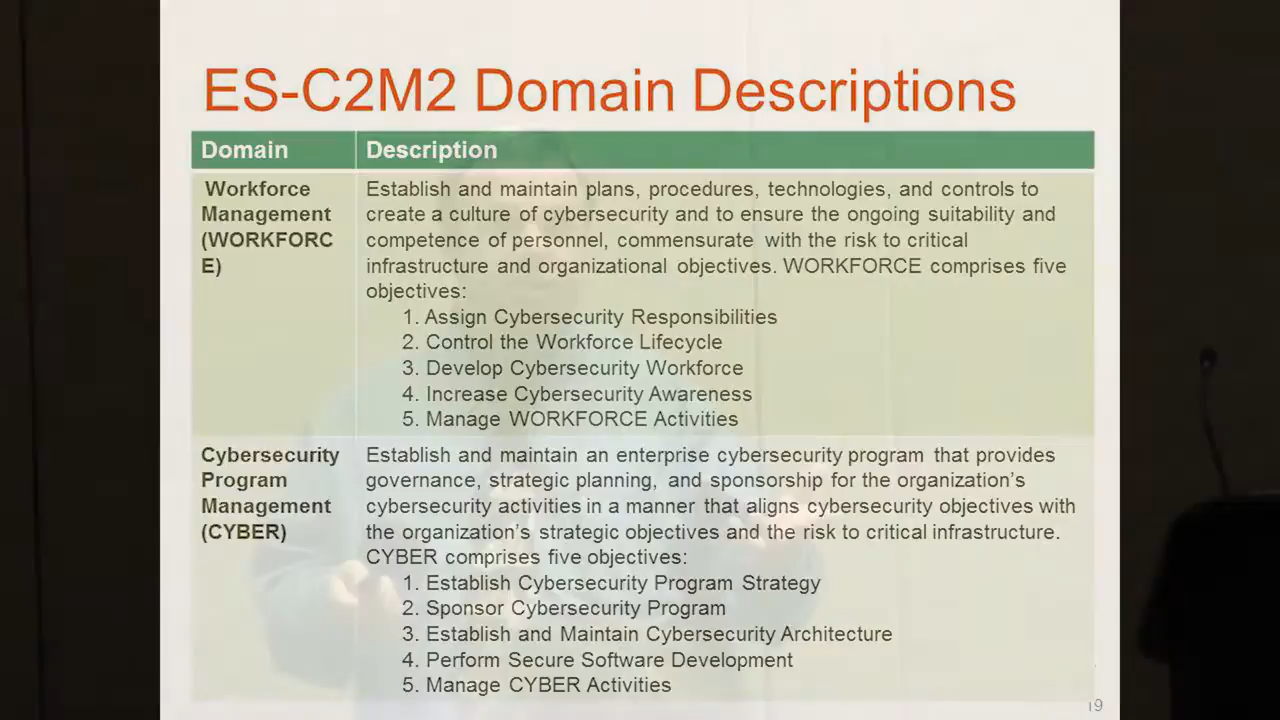 ES-C2M2 Domain Descriptions
Domain
Description
Workforce
Management
(WORKFORC
E)
Establish and maintain plans, procedures, technologies, and controls to
create a culture of cybersecurity and to ensure the ongoing suitability and
competence of personnel, commensurate with the risk to critical
infrastructure and organizational objectives. WORKFORCE comprises five
objectives:
1. Assign Cybersecurity Responsibilities
2. Control the Workforce Lifecycle
3. Develop Cybersecurity Workforce
4. Increase Cybersecurity Awareness
5. Manage WORKFORCE Activities
Cybersecurity
Program
Management
(CYBER)
Establish and maintain an enterprise cybersecurity program that provides
governance, strategic planning, and sponsorship for the organization’s
cybersecurity activities in a manner that aligns cybersecurity objectives with
the organization’s strategic objectives and the risk to critical infrastructure.
CYBER comprises five objectives:
1. Establish Cybersecurity Program Strategy
2. Sponsor Cybersecurity Program
3. Establish and Maintain Cybersecurity Architecture
4. Perform Secure Software Development
5. Manage CYBER Activities
19